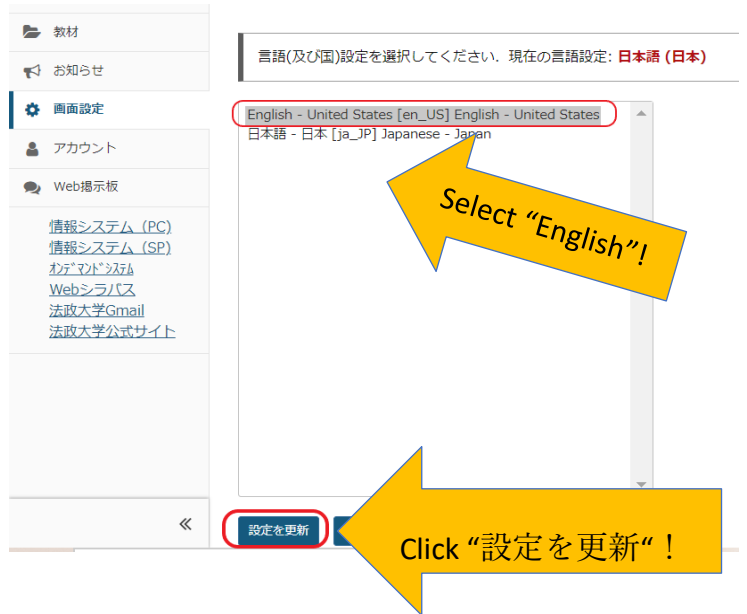 教材
お知らせ
画面設定
アカウント
Web掲示板
情報システム（PC）
情報システム（SP）
ｵﾝﾃﾞﾏﾝﾄﾞｼｽﾃﾑ
Webシラバス
法政大学Gmail
法政大学公式サイト
言語(及び国)設定を選択してください．現在の言語設定: 日本語 (日本)
English - United States [en_US] English - United States
日本語 - 日本 [ja_JP] Japanese - Japan
Select “English”!
設定を更新
Click “設定を更新“！